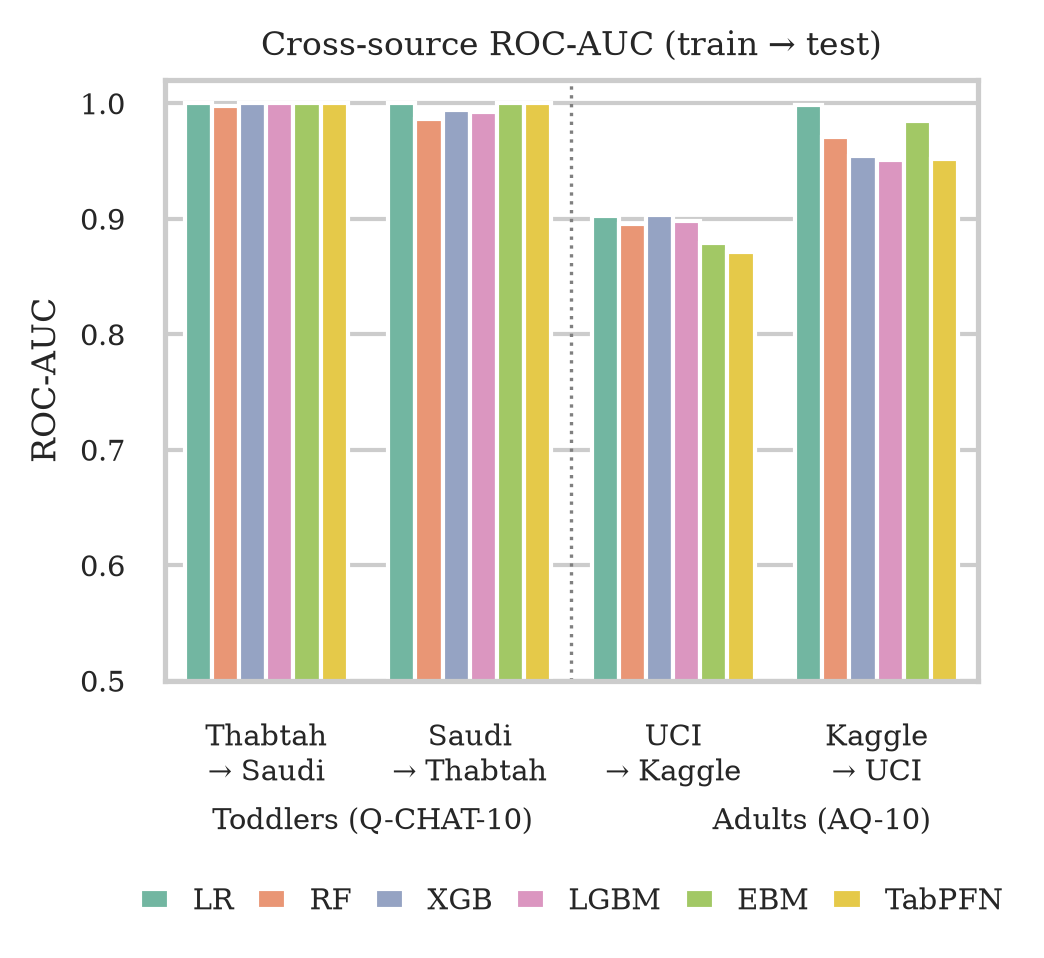 Cross-source ROC-AUC (train → test)
ROC-AUC
1.0
0.9
0.8
0.7
0.6
0.5
Thabtah
→ Saudi
Saudi
→ Thabtah
UCI
→ Kaggle
Kaggle
→ UCI
Toddlers (Q-CHAT-10)
Adults (AQ-10)
LR RF XGB LGBM EBM TabPFN